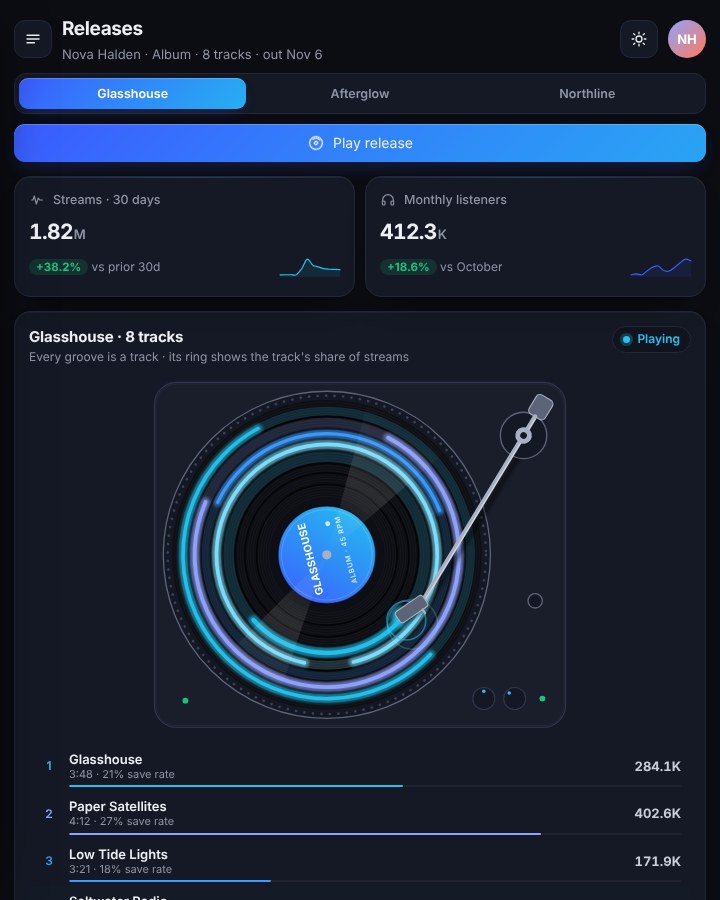 Releases
Nova Halden · Album · 8 tracks · out Nov 6
NH
Glasshouse
Afterglow
Northline
Play release
Streams · 30 days
1.82M
+38.2% vs prior 30d
Monthly listeners
412.3K
+18.6% vs October
Glasshouse · 8 tracks
Every groove is a track · its ring shows the track's share of streams
Playing
GLASSHOUSE
ALBUM · 45 RPM
1
Glasshouse
3:48 · 21% save rate
284.1K
2
Paper Satellites
4:12 · 27% save rate
402.6K
3
Low Tide Lights
3:21 · 18% save rate
171.9K